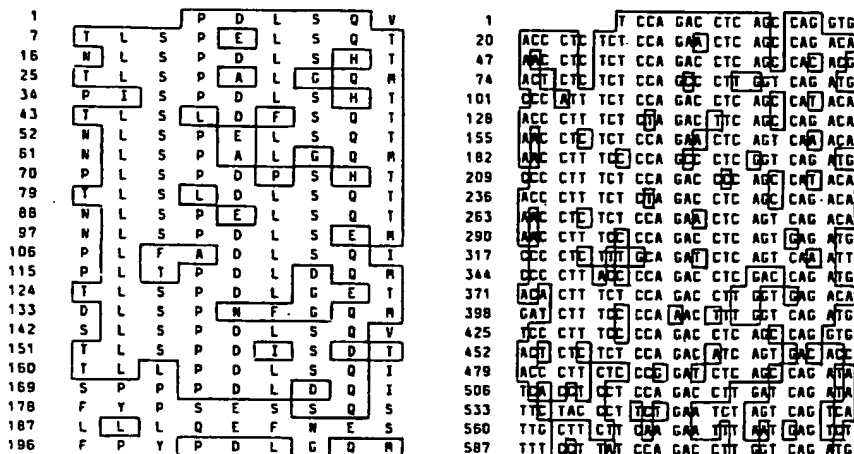 1 P D L S Q V
7 T L S P E L S Q T
16 N L S P D L S H T
25 T L S P A L G Q M
34 P I S P D L S H T
43 T L S L D F S Q T
52 N L S P E L S Q T
61 N L S P A L G Q M
70 P L S P D P S H T
79 T L S L D L S Q T
88 N L S P E L S Q T
97 N L S P D L S E M
106 P L F A D L S Q I
115 P L T P D L D Q M
124 T L S P D L G E T
133 D L S P N F G Q M
142 S L S P D L S Q V
151 T L S P D I S D T
160 T L L P D L S Q I
169 S P P P D L D Q I
178 F Y P S E S S Q S
187 L L L Q E F N E S
196 F P Y P D L G Q M
1 T CCA GAC CTC AGC CAG GTG
20 ACC CTC TCT CCA GAA CTC AGC CAG ACA
47 AAC CTC TCT CCA GAC CTC AGC CAC ACG
74 ACT CTC TCT CCA GCC CTT GGT CAG ATG
101 CCC ATT TCT CCA GAC CTC AGC CAT ACA
128 ACC CTT TCT CTA GAC TTC AGC CAG ACA
155 AAC CTC TCT CCA GAA CTC AGT CAA ACA
182 AAC CTT TCC CCA GCC CTC GGT CAG ATG
209 CCC CTT TCT CCA GAC CCC AGC CAT ACA
236 ACC CTT TCT CTA GAC CTC AGC CAG ACA
263 AAC CTC TCT CCA GAA CTC AGT CAG ACA
290 AAC CTT TCC CCA GAC CTC AGT GAG ATG
317 CCC CTC TTT GCA GAT CTC AGT CAA ATT
344 CCC CTT ACC CCA GAC CTC GAC CAG ATG
371 ACA CTT TCT CCA GAC CTT GGT GAG ACA
398 GAT CTT TCC CCA AAC TTT GGT CAG ATG
425 TCC CTT TCC CCA GAC CTC AGC CAG GTG
452 ACT CTC TCT CCA GAC ATC AGT GAC ACC
479 ACC CTT CTC CCG GAT CTC AGC CAG ATA
506 TCA CCT CCT CCA GAC CTT GAT CAG ATA
533 TTC TAC CCT TCT GAA TCT AGT CAG TCA
560 TTG CTT CTT CAA GAA TTT AAT GAG TCT
587 TTT CCT TAT CCA GAC CTT GGT CAG ATG